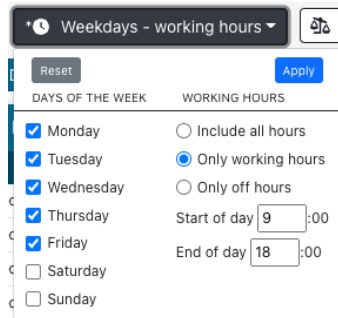 * Weekdays - working hours
Reset
Apply
DAYS OF THE WEEK
WORKING HOURS
Monday
Tuesday
Wednesday
Thursday
Friday
Saturday
Sunday
Include all hours
Only working hours
Only off hours
Start of day 9 :00
End of day 18 :00